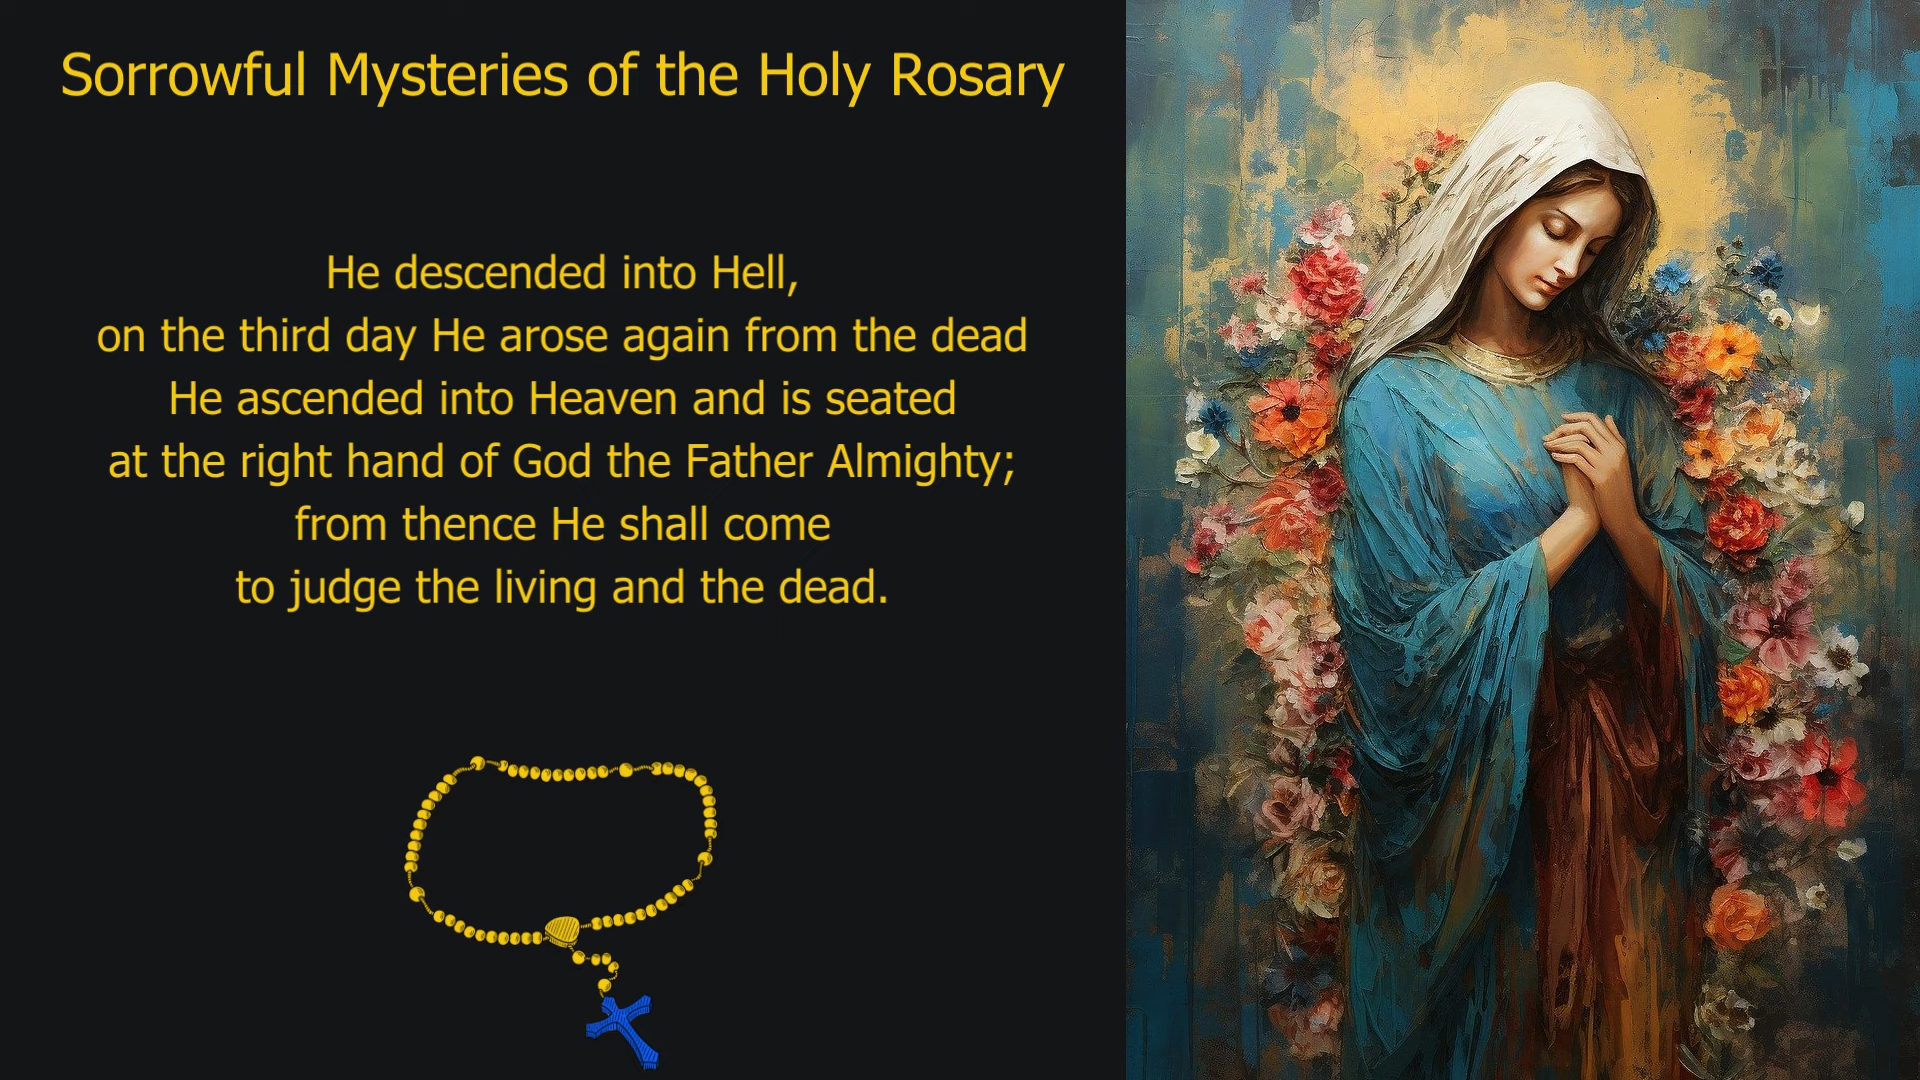 Sorrowful Mysteries of the Holy Rosary
He descended into Hell,
on the third day He arose again from the dead
He ascended into Heaven and is seated
at the right hand of God the Father Almighty;
from thence He shall come
to judge the living and the dead.